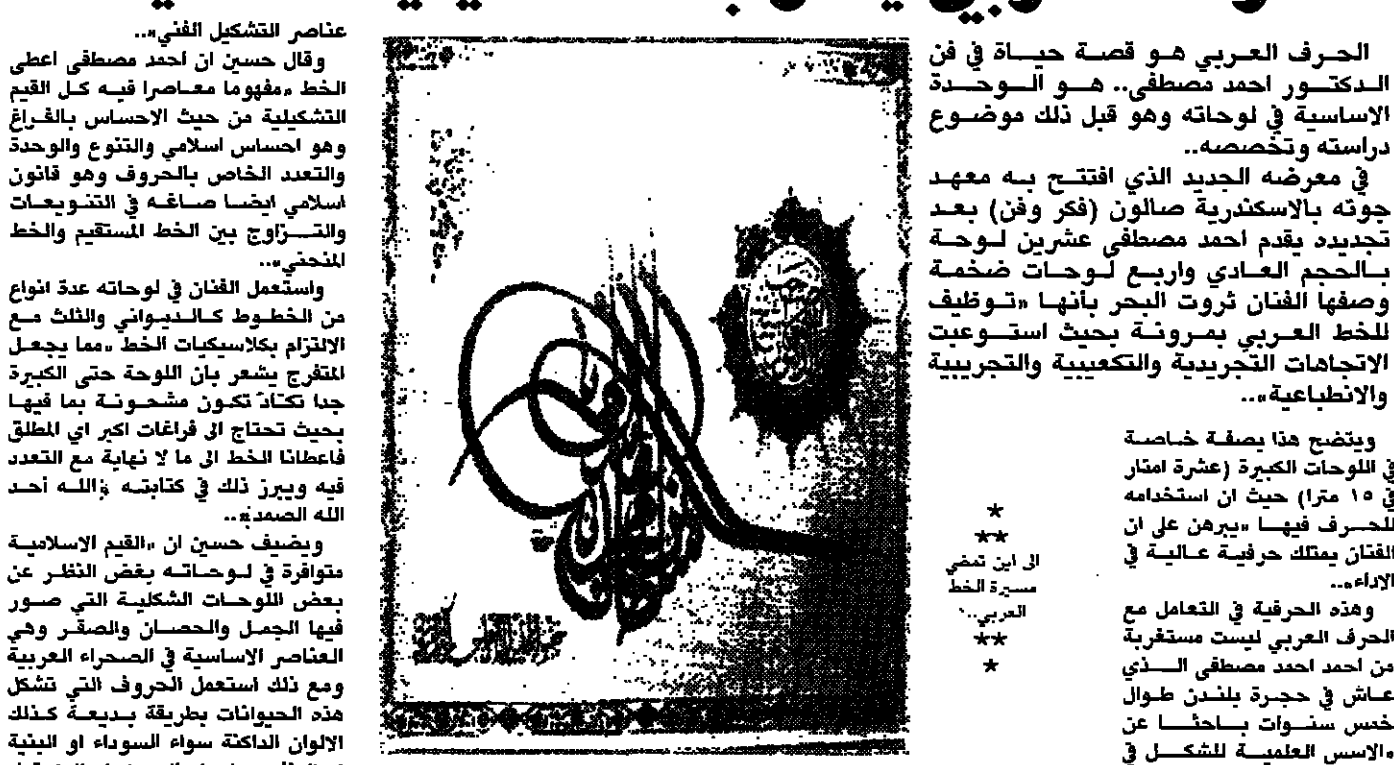 الحرف العربي هو قصة حياة في فن
الدكتور احمد مصطفى.. هو الوحدة
الاساسية في لوحاته وهو قبل ذلك موضوع
دراسته وتخصصه..
في معرضه الجديد الذي افتتح به معهد
جوته بالاسكندرية صالون (فكر وفن) بعد
تجديده يقدم احمد مصطفى عشرين لوحة
بالحجم العادي واربع لوحات ضخمة
وصفها الفنان ثروت البحر بأنها «توظيف
للخط العربي بمرونة بحيث استوعبت
الاتجاهات التجريدية والتكعيبية والتجريبية
والانطباعية»..
ويتضح هذا بصفة خاصة
في اللوحات الكبيرة (عشرة امتار
في ١٥ مترا) حيث ان استخدامه
للحرف فيها «يبرهن على ان
الفنان يمتلك حرفية عالية في
الاداء»..
وهذه الحرفية في التعامل مع
الحرف العربي ليست مستغربة
من احمد احمد مصطفى الذي
عاش في حجرة بلندن طوال
خمس سنوات باحثا عن
«الاسس العلمية للشكل في
*
**
الى اين تمضي
مسيرة الخط
العربي..
**
*
عناصر التشكيل الفني»..
وقال حسين ان احمد مصطفى اعطى
الخط «مفهوما معاصرا فيه كل القيم
التشكيلية من حيث الاحساس بالفراغ
وهو احساس اسلامي والتنوع والوحدة
والتعدد الخاص بالحروف وهو قانون
اسلامي ايضا صاغه في التنويعات
والتزاوج بين الخط المستقيم والخط
المنحني»..
واستعمل الفنان في لوحاته عدة انواع
من الخطوط كالديواني والثلث مع
الالتزام بكلاسيكيات الخط «مما يجعل
المتفرج يشعر بان اللوحة حتى الكبيرة
جدا تكاد تكون مشحونة بما فيها
بحيث تحتاج الى فراغات اكبر اي المطلق
فاعطانا الخط الى ما لا نهاية مع التعدد
فيه ويبرز ذلك في كتابته «الله أحد
الله الصمد»..
ويضيف حسين ان «القيم الاسلامية
متوافرة في لوحاته بغض النظر عن
بعض اللوحات الشكلية التي صور
فيها الجمل والحصان والصقر وهي
العناصر الاساسية في الصحراء العربية
ومع ذلك استعمل الحروف التي تشكل
هذه الحيوانات بطريقة بديعة كذلك
الالوان الداكنة سواء السوداء او البنية